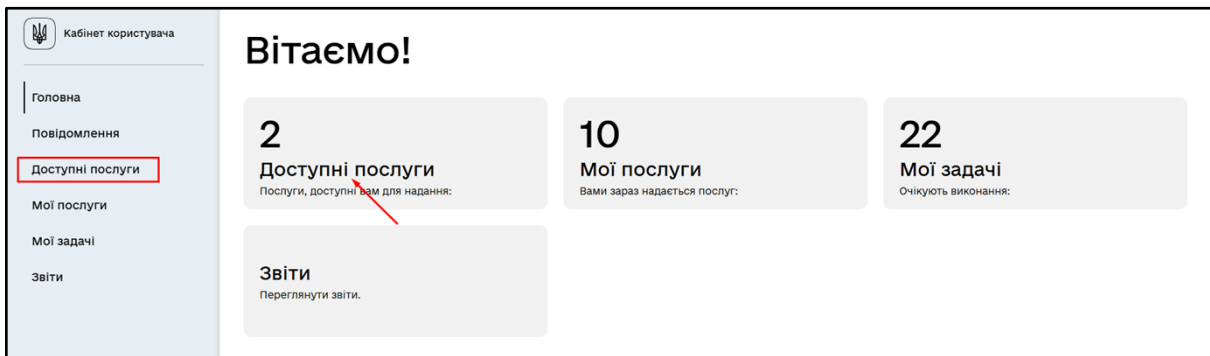 Кабінет користувача
Головна
Повідомлення
Доступні послуги
Мої послуги
Мої задачі
Звіти
Вітаємо!
2
Доступні послуги
Послуги, доступні вам для надання:
10
Мої послуги
Вами зараз надається послуг:
22
Мої задачі
Очікують виконання:
Звіти
Переглянути звіти.